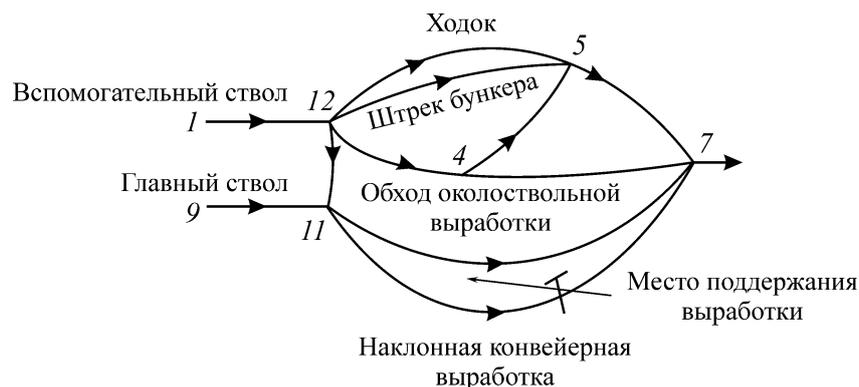 Ходок
5
Вспомогательный ствол
12
Штрек бункера
1
4
7
Главный ствол
Обход околоствольной
выработки
9
11
Место поддержания
выработки
Наклонная конвейерная
выработка